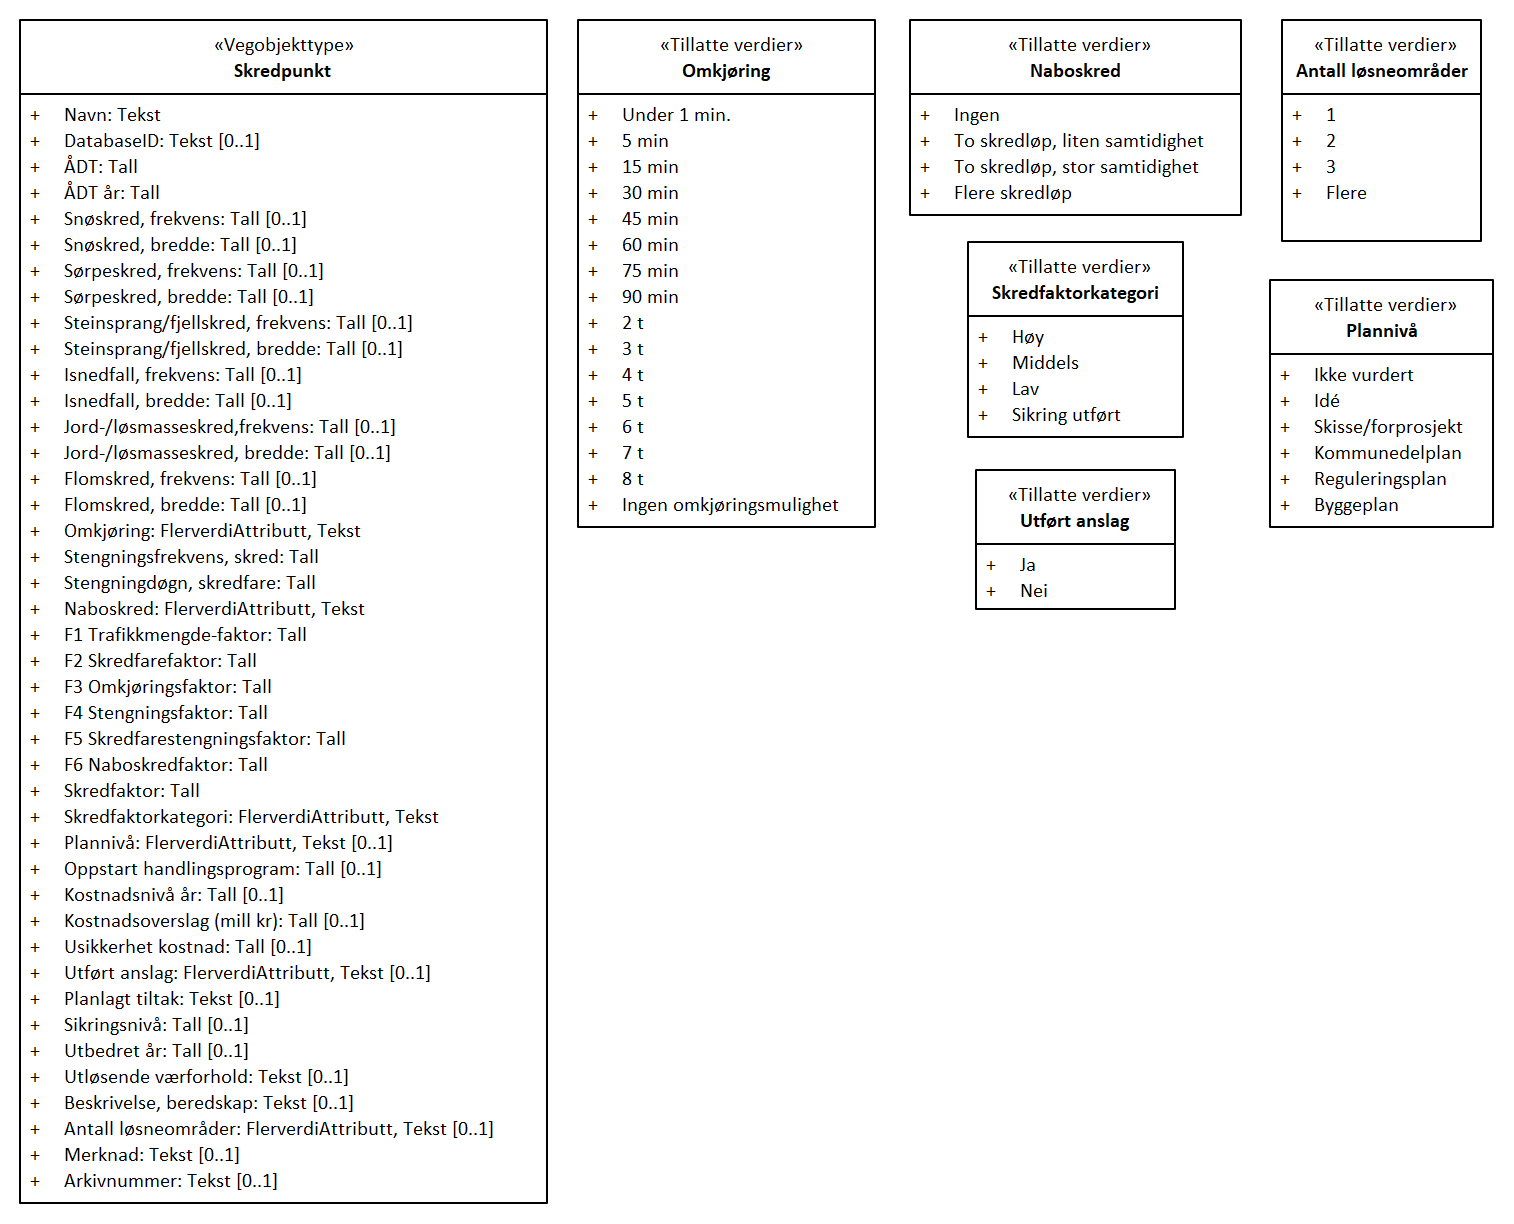 «Vegobjekttype»
Skredpunkt
+ Navn: Tekst
+ DatabaseID: Tekst [0..1]
+ ÅDT: Tall
+ ÅDT år: Tall
+ Snøskred, frekvens: Tall [0..1]
+ Snøskred, bredde: Tall [0..1]
+ Sørpeskred, frekvens: Tall [0..1]
+ Sørpeskred, bredde: Tall [0..1]
+ Steinsprang/fjellskred, frekvens: Tall [0..1]
+ Steinsprang/fjellskred, bredde: Tall [0..1]
+ Isnedfall, frekvens: Tall [0..1]
+ Isnedfall, bredde: Tall [0..1]
+ Jord-/løsmasseskred,frekvens: Tall [0..1]
+ Jord-/løsmasseskred, bredde: Tall [0..1]
+ Flomskred, frekvens: Tall [0..1]
+ Flomskred, bredde: Tall [0..1]
+ Omkjøring: FlerverdiAttributt, Tekst
+ Stengningsfrekvens, skred: Tall
+ Stengningdøgn, skredfare: Tall
+ Naboskred: FlerverdiAttributt, Tekst
+ F1 Trafikkmengde-faktor: Tall
+ F2 Skredfarefaktor: Tall
+ F3 Omkjøringsfaktor: Tall
+ F4 Stengningsfaktor: Tall
+ F5 Skredfarestengningsfaktor: Tall
+ F6 Naboskredfaktor: Tall
+ Skredfaktor: Tall
+ Skredfaktorkategori: FlerverdiAttributt, Tekst
+ Plannivå: FlerverdiAttributt, Tekst [0..1]
+ Oppstart handlingsprogram: Tall [0..1]
+ Kostnadsnivå år: Tall [0..1]
+ Kostnadsoverslag (mill kr): Tall [0..1]
+ Usikkerhet kostnad: Tall [0..1]
+ Utført anslag: FlerverdiAttributt, Tekst [0..1]
+ Planlagt tiltak: Tekst [0..1]
+ Sikringsnivå: Tall [0..1]
+ Utbedret år: Tall [0..1]
+ Utløsende værforhold: Tekst [0..1]
+ Beskrivelse, beredskap: Tekst [0..1]
+ Antall løsneområder: FlerverdiAttributt, Tekst [0..1]
+ Merknad: Tekst [0..1]
+ Arkivnummer: Tekst [0..1]
«Tillatte verdier»
Omkjøring
+ Under 1 min.
+ 5 min
+ 15 min
+ 30 min
+ 45 min
+ 60 min
+ 75 min
+ 90 min
+ 2 t
+ 3 t
+ 4 t
+ 5 t
+ 6 t
+ 7 t
+ 8 t
+ Ingen omkjøringsmulighet
«Tillatte verdier»
Naboskred
+ Ingen
+ To skredløp, liten samtidighet
+ To skredløp, stor samtidighet
+ Flere skredløp
«Tillatte verdier»
Skredfaktorkategori
+ Høy
+ Middels
+ Lav
+ Sikring utført
«Tillatte verdier»
Utført anslag
+ Ja
+ Nei
«Tillatte verdier»
Antall løsneområder
+ 1
+ 2
+ 3
+ Flere
«Tillatte verdier»
Plannivå
+ Ikke vurdert
+ Idé
+ Skisse/forprosjekt
+ Kommunedelplan
+ Reguleringsplan
+ Byggeplan